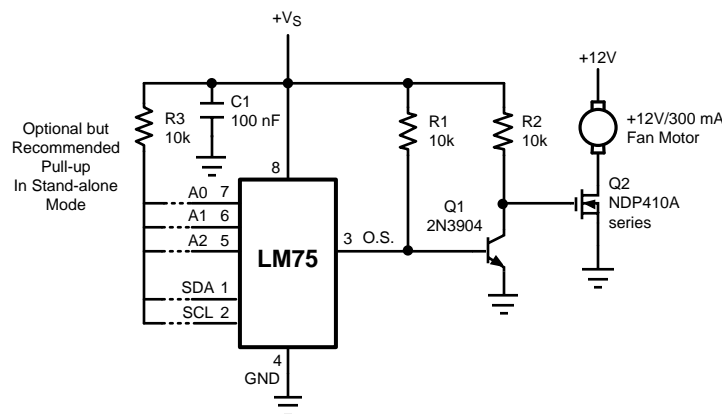 +VS
+12V
C1
100 nF
R3
10k
R1
10k
R2
10k
+12V/300 mA
Fan Motor
Optional but
Recommended
Pull-up
In Stand-alone
Mode
8
Q2
NDP410A
series
A0 7
A1 6
A2 5
Q1
2N3904
3 O.S.
LM75
SDA 1
SCL 2
4
GND